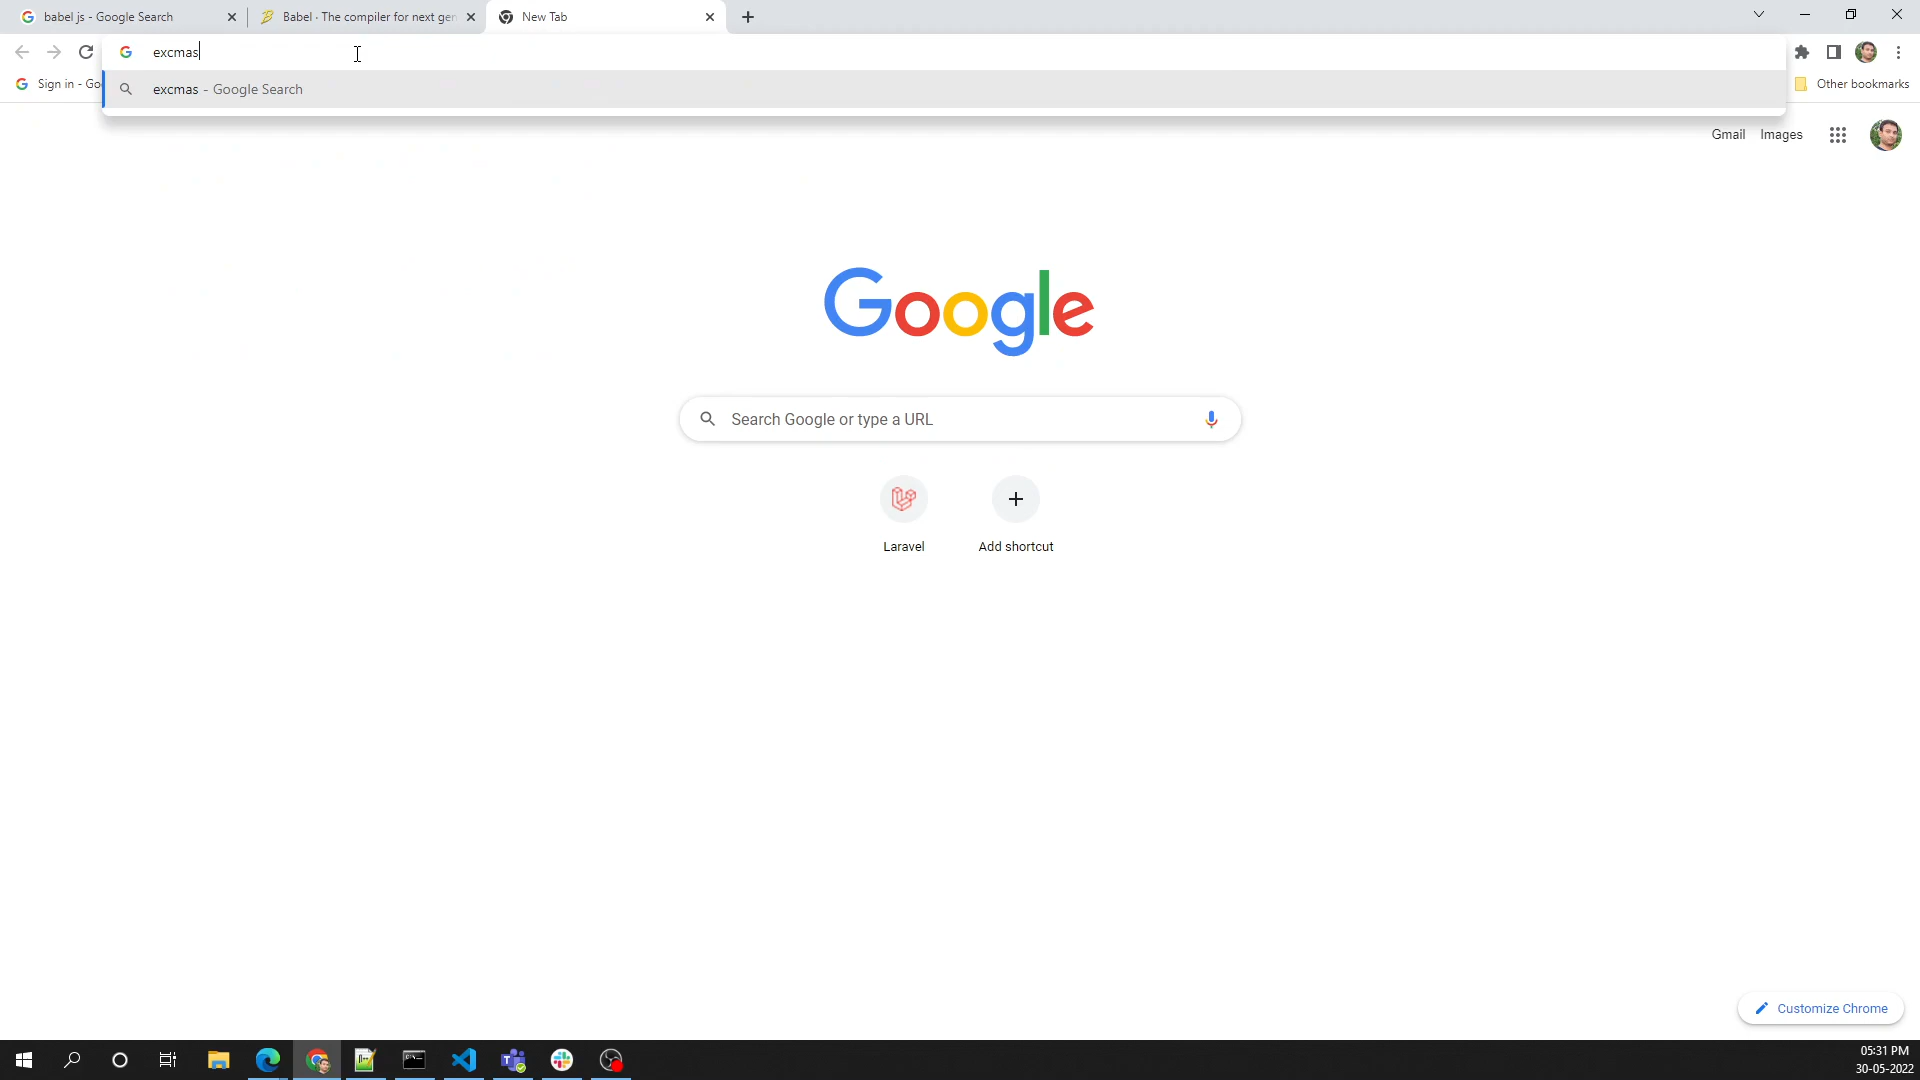 babel js - Google Search
Babel · The compiler for next gen
New Tab
excmas
Sign in - Goo
excmas - Google Search
Other bookmarks
Gmail
Images
Google
Search Google or type a URL
Laravel
Add shortcut
Customize Chrome
05:31 PM
30-05-2022